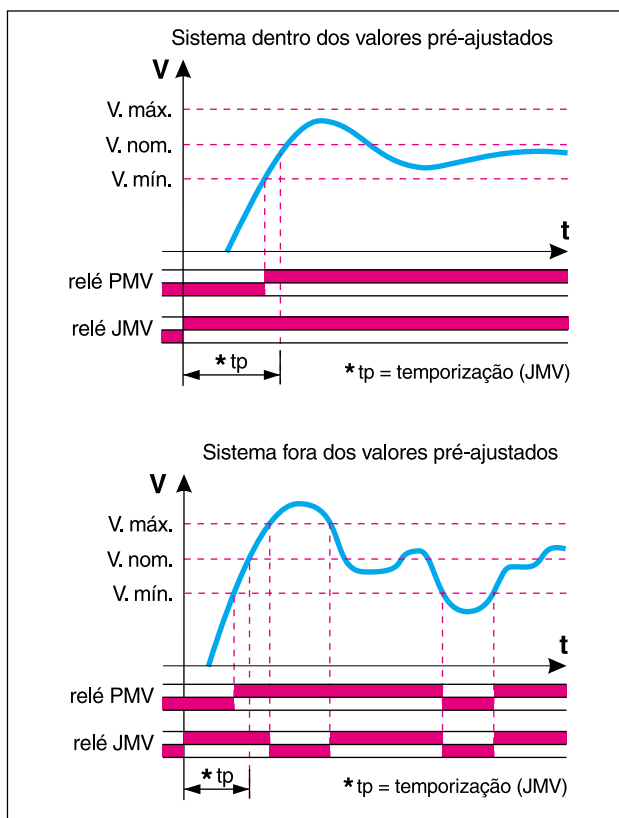 Sistema dentro dos valores pré-ajustados
V
V. máx.
V. nom.
V. mín.
t
relé PMV
relé JMV
* tp
* tp = temporização (JMV)
Sistema fora dos valores pré-ajustados
V
V. máx.
V. nom.
V. mín.
t
relé PMV
relé JMV
* tp
* tp = temporização (JMV)